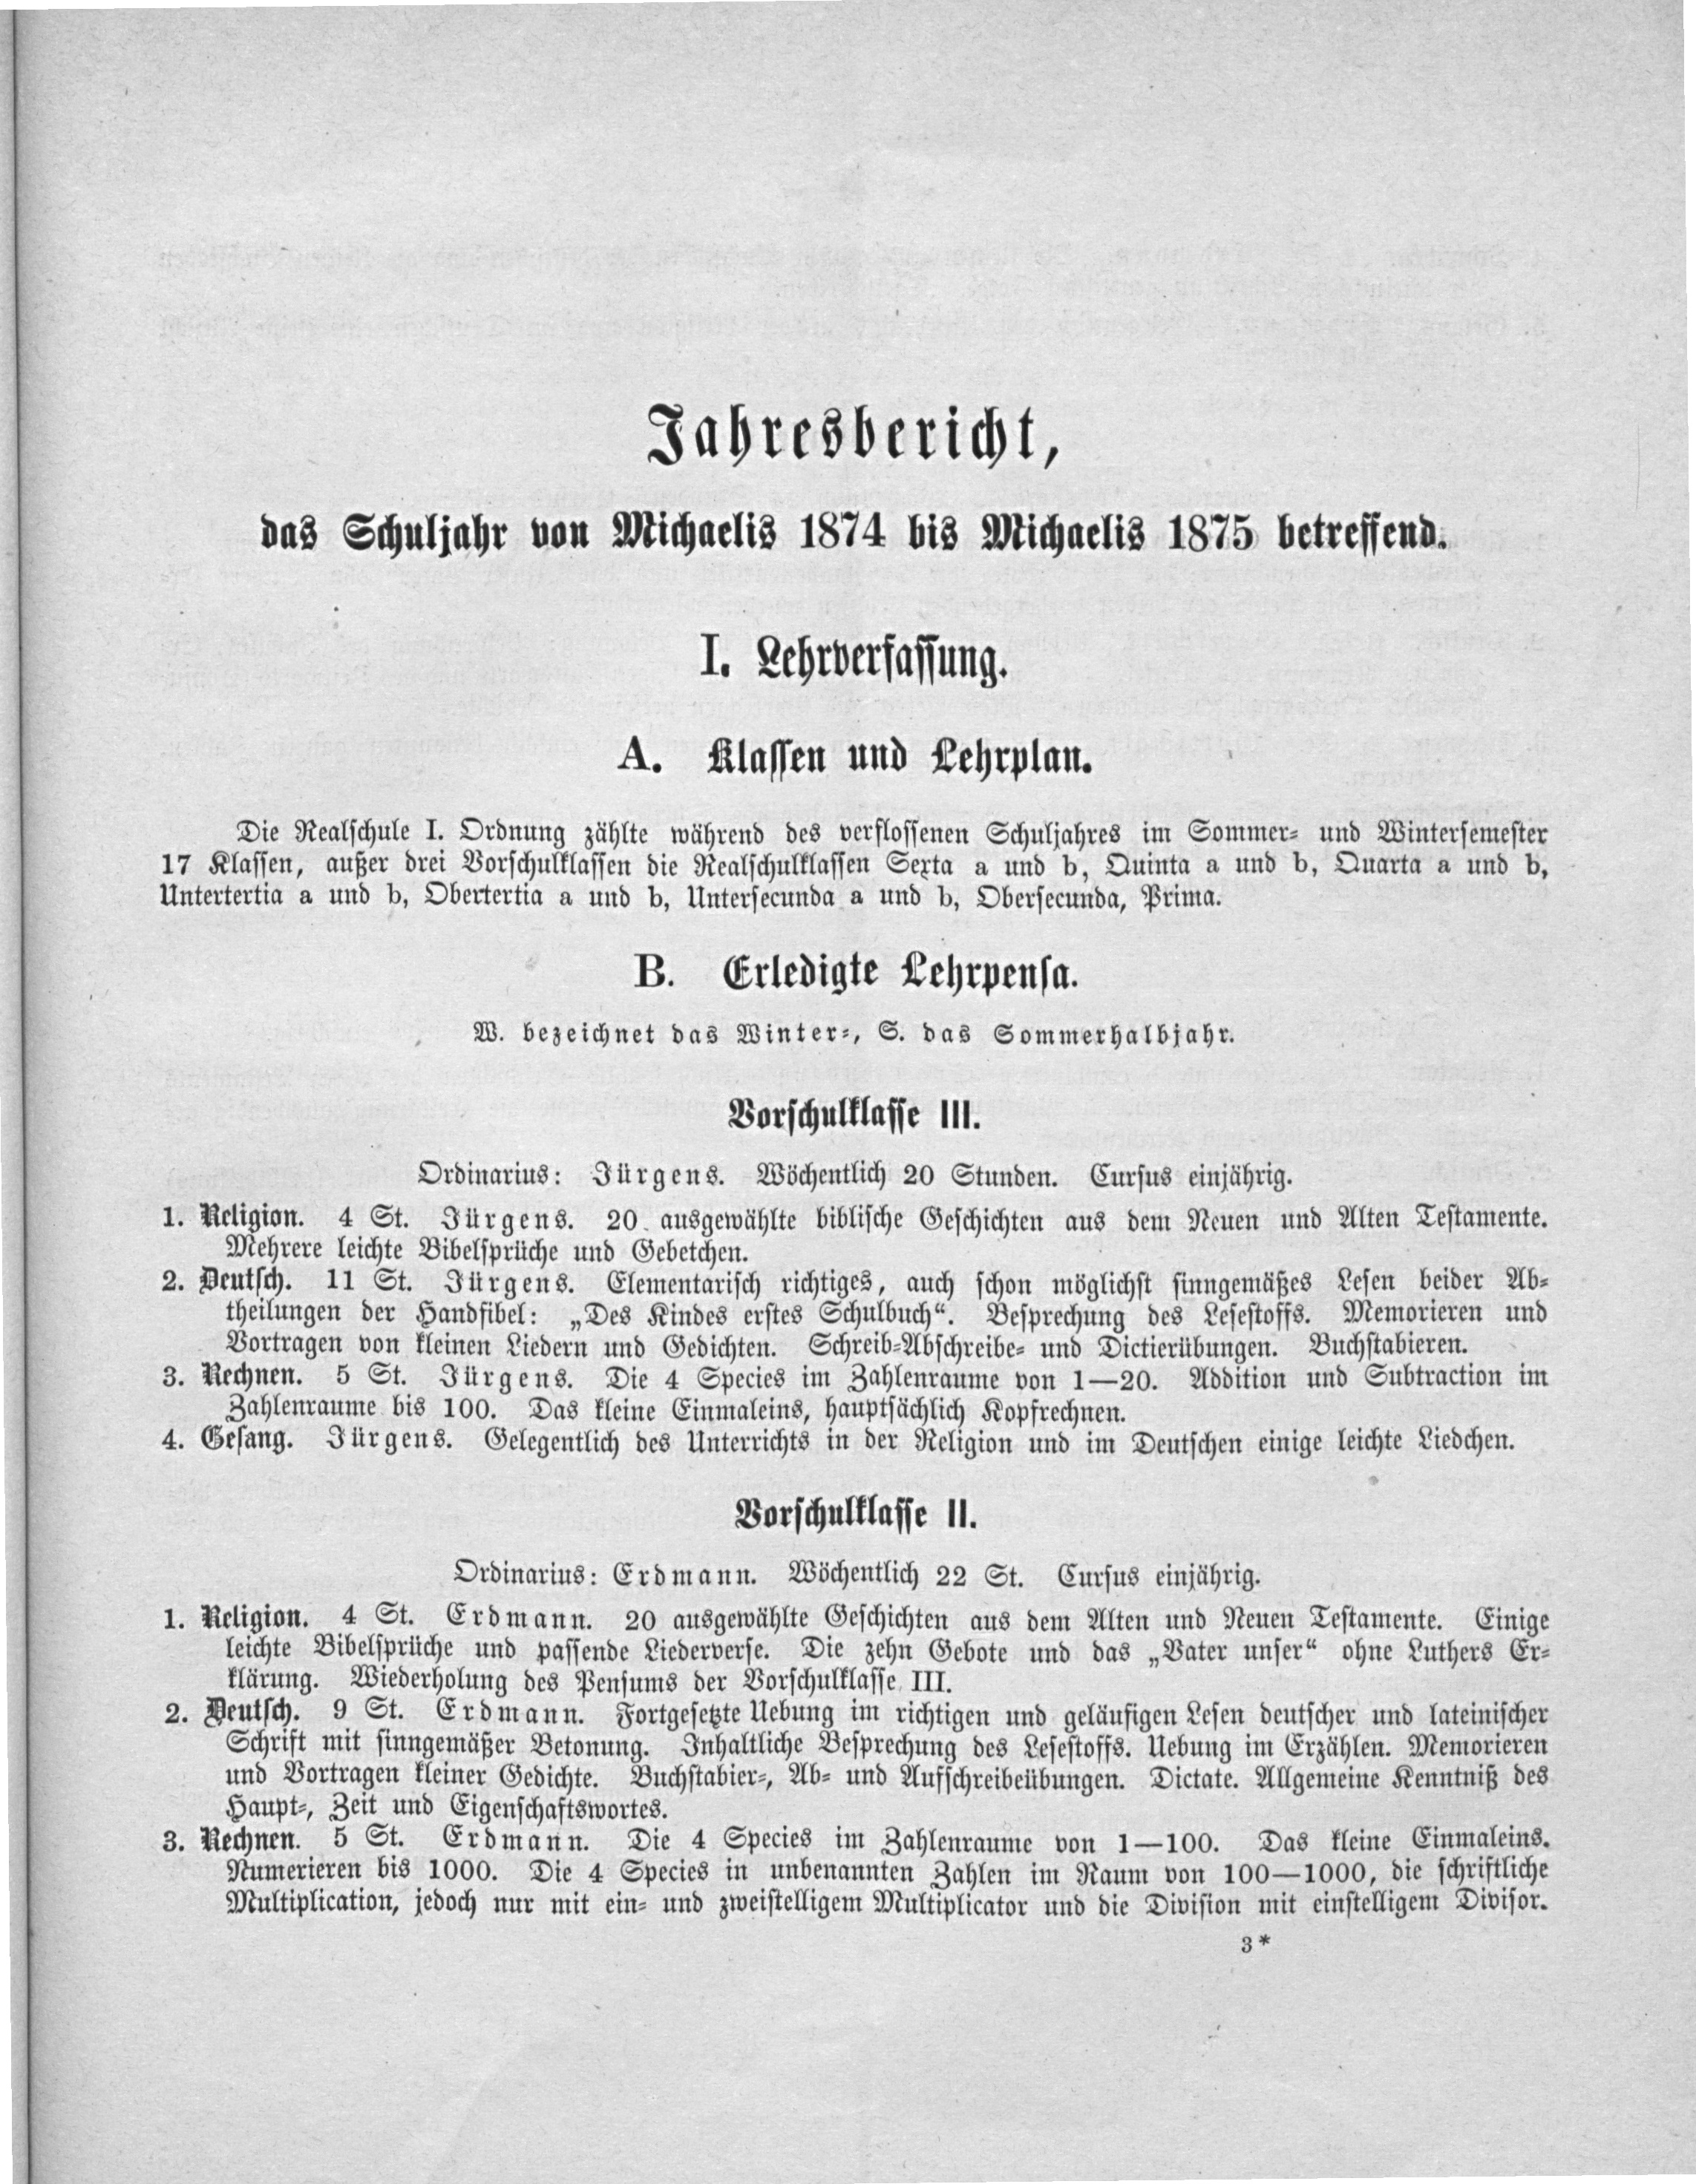 Jahresbericht,
das Schuljahr von Michaelis 1874 bis Michaelis 1875 betreffend.
I. Lehrverfassung.
A. Klassen und Lehrplan.
Die Realschule I. Ordnung zählte während des verflossenen Schuljahres im Sommer- und Wintersemester
17 Klassen, außer drei Vorschulklassen die Realschulklassen Sexta a und b, Quinta a und b, Quarta a und b,
Untertertia a und b, Obertertia a und b, Untersecunda a und b, Obersecunda, Prima.
B. Erledigte Lehrpensa.
W. bezeichnet das Winter-, S. das Sommerhalbjahr.
Vorschulklasse III.
Ordinarius: Jürgens. Wöchentlich 20 Stunden. Cursus einjährig.
1. Religion. 4 St. Jürgens. 20 ausgewählte biblische Geschichten aus dem Neuen und Alten Testamente.
Mehrere leichte Bibelsprüche und Gebetchen.
2. Deutsch. 11 St. Jürgens. Elementarisch richtiges, auch schon möglichst sinngemäßes Lesen beider Ab-
theilungen der Handfibel: „Des Kindes erstes Schulbuch“. Besprechung des Lesestoffs. Memorieren und
Vortragen von kleinen Liedern und Gedichten. Schreib-Abschreibe- und Dictierübungen. Buchstabieren.
3. Rechnen. 5 St. Jürgens. Die 4 Species im Zahlenraume von 1—20. Addition und Subtraction im
Zahlenraume bis 100. Das kleine Einmaleins, hauptsächlich Kopfrechnen.
4. Gesang. Jürgens. Gelegentlich des Unterrichts in der Religion und im Deutschen einige leichte Liedchen.
Vorschulklasse II.
Ordinarius: Erdmann. Wöchentlich 22 St. Cursus einjährig.
1. Religion. 4 St. Erdmann. 20 ausgewählte Geschichten aus dem Alten und Neuen Testamente. Einige
leichte Bibelsprüche und passende Liederverse. Die zehn Gebote und das „Vater unser“ ohne Luthers Er-
klärung. Wiederholung des Pensums der Vorschulklasse III.
2. Deutsch. 9 St. Erdmann. Fortgesetzte Uebung im richtigen und geläufigen Lesen deutscher und lateinischer
Schrift mit sinngemäßer Betonung. Inhaltliche Besprechung des Lesestoffs. Uebung im Erzählen. Memorieren
und Vortragen kleiner Gedichte. Buchstabier-, Ab- und Aufschreibeübungen. Dictate. Allgemeine Kenntniß des
Haupt-, Zeit und Eigenschaftswortes.
3. Rechnen. 5 St. Erdmann. Die 4 Species im Zahlenraume von 1—100. Das kleine Einmaleins.
Numerieren bis 1000. Die 4 Species in unbenannten Zahlen im Raum von 100—1000, die schriftliche
Multiplication, jedoch nur mit ein- und zweistelligem Multiplicator und die Division mit einstelligem Divisor.
3*